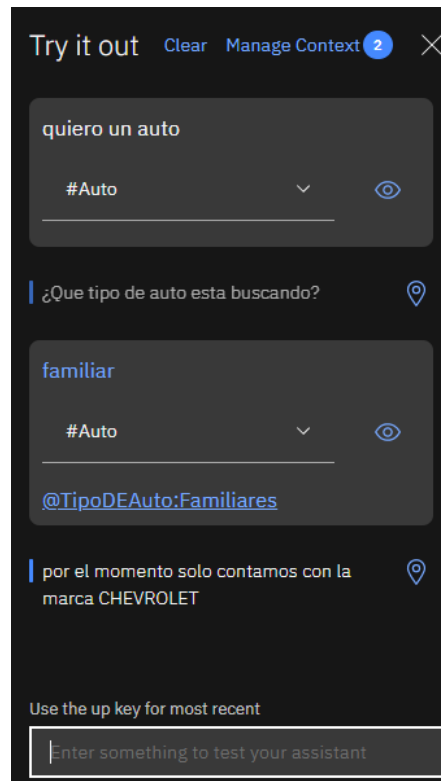 Try it out Clear Manage Context 2
quiero un auto
#Auto
¿Que tipo de auto esta buscando?
familiar
#Auto
@TipoDEAuto:Familiares
por el momento solo contamos con la
marca CHEVROLET
Use the up key for most recent
Enter something to test your assistant